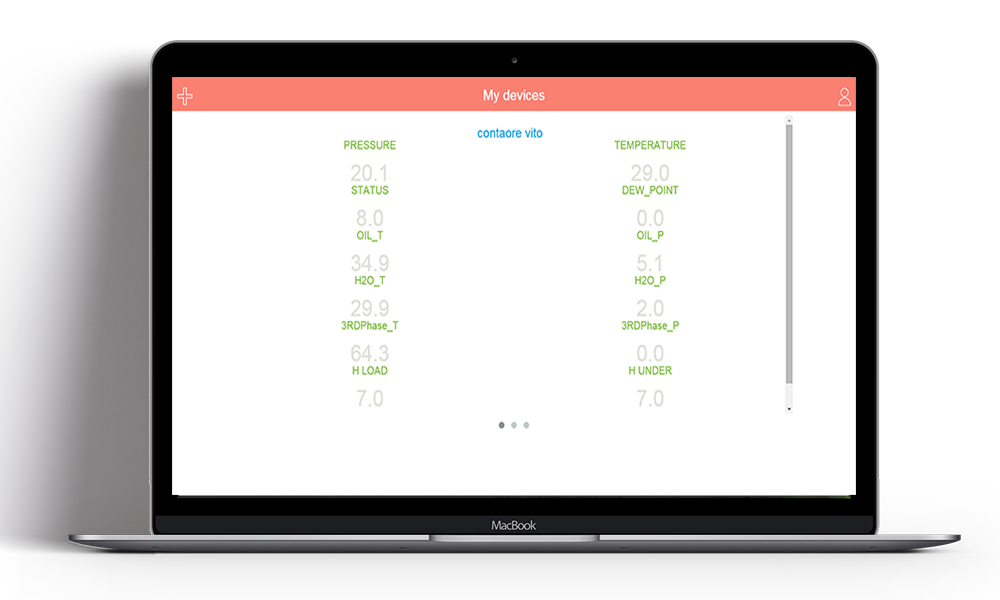 My devices
contaore vito
PRESSURE TEMPERATURE
20.1 29.0
STATUS DEW_POINT
8.0 0.0
OIL_T OIL_P
34.9 5.1
H2O_T H2O_P
29.9 2.0
3RDPhase_T 3RDPhase_P
64.3 0.0
H LOAD H UNDER
7.0 7.0
MacBook